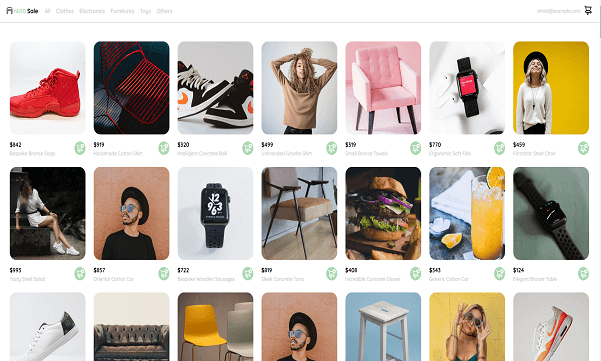 YARD Sale
All Clothes Electronics Furnitures Toys Others
email@example.com
$842
Bespoke Bronze Soap
$919
Handmade Cotton Shirt
$320
Intelligent Concrete Ball
$499
Unbranded Granite Shirt
$519
Small Bronze Towels
$770
Ergonomic Soft Fish
$459
Fantastic Steel Chair
$993
Tasty Steel Salad
$857
Oriental Cotton Car
$722
Bespoke Wooden Sausages
$819
Sleek Concrete Tuna
$408
Incredible Concrete Gloves
$543
Generic Cotton Car
$124
Elegant Bronze Table